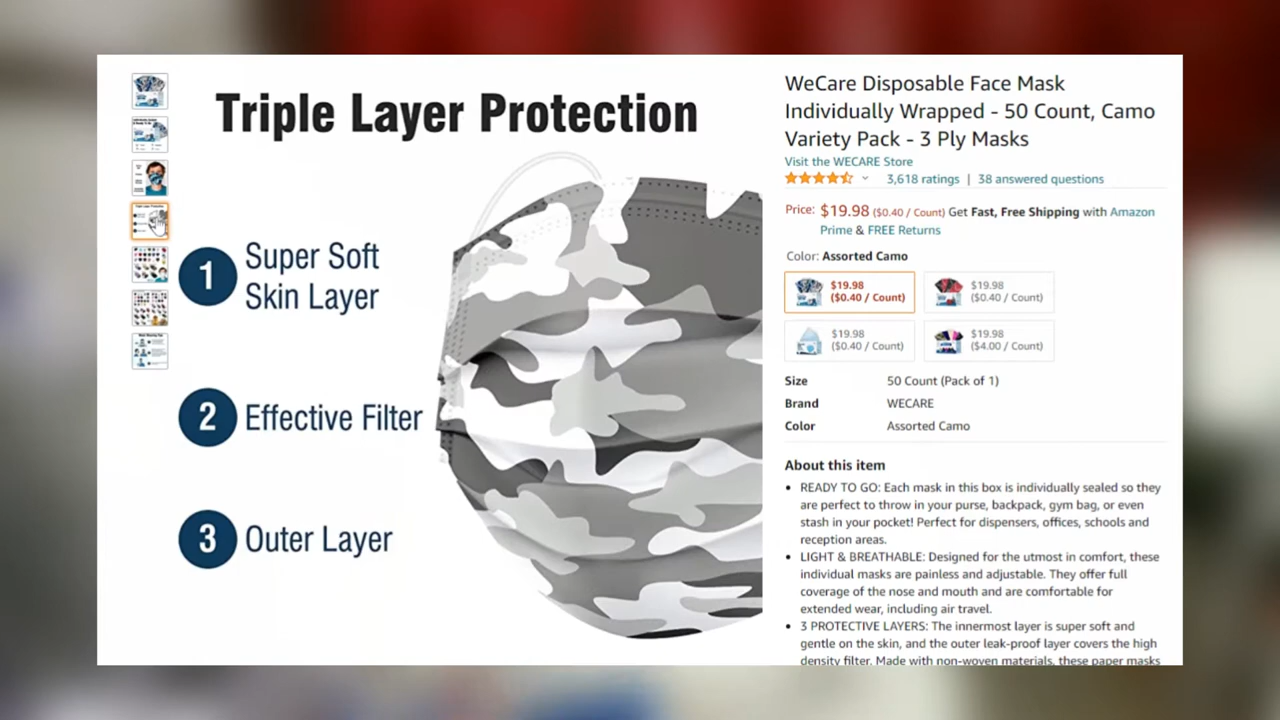 Triple Layer Protection
1 Super Soft
Skin Layer
2 Effective Filter
3 Outer Layer
WeCare Disposable Face Mask
Individually Wrapped - 50 Count, Camo
Variety Pack - 3 Ply Masks
Visit the WECARE Store
3,618 ratings | 38 answered questions
Price: $19.98 ($0.40 / Count) Get Fast, Free Shipping with Amazon
Prime & FREE Returns
Color: Assorted Camo
$19.98
($0.40 / Count)
$19.98
($0.40 / Count)
$19.98
($0.40 / Count)
$19.98
($4.00 / Count)
Size 50 Count (Pack of 1)
Brand WECARE
Color Assorted Camo
About this item
• READY TO GO: Each mask in this box is individually sealed so they
are perfect to throw in your purse, backpack, gym bag, or even
stash in your pocket! Perfect for dispensers, offices, schools and
reception areas.
• LIGHT & BREATHABLE: Designed for the utmost in comfort, these
individual masks are painless and adjustable. They offer full
coverage of the nose and mouth and are comfortable for
extended wear, including air travel.
• 3 PROTECTIVE LAYERS: The innermost layer is super soft and
gentle on the skin, and the outer leak-proof layer covers the high
density filter. Made with non-woven materials, these paper masks